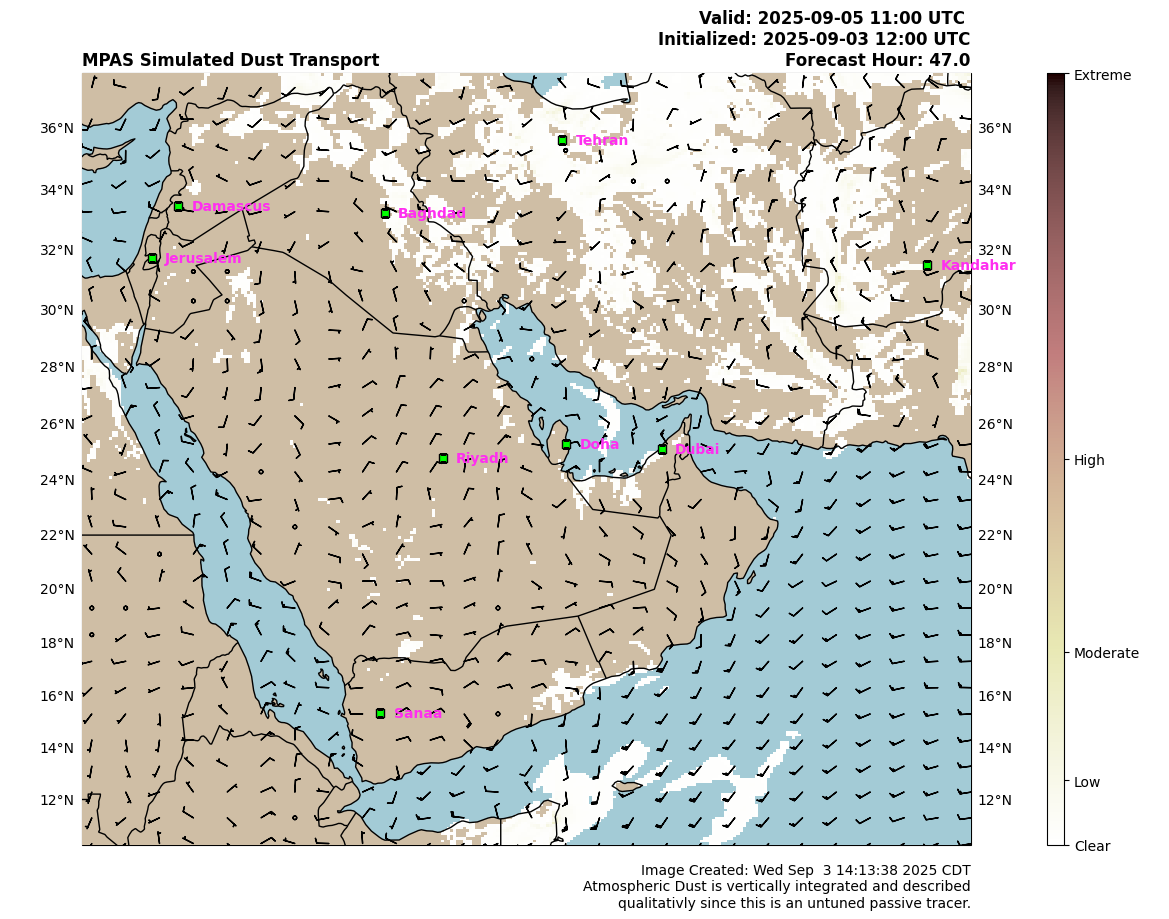 Valid: 2025-09-05 11:00 UTC
Initialized: 2025-09-03 12:00 UTC
MPAS Simulated Dust Transport Forecast Hour: 47.0
Extreme
36°N Tehran 36°N
34°N Damascus Baghdad 34°N
32°N Jerusalem 32°N
Kandahar
30°N 30°N
28°N 28°N
26°N 26°N
Doha Dubai
Riyadh High
24°N 24°N
22°N 22°N
20°N 20°N
18°N 18°N
Moderate
16°N 16°N
Sanaa
14°N 14°N
Low
12°N 12°N
Clear
Image Created: Wed Sep  3 14:13:38 2025 CDT
Atmospheric Dust is vertically integrated and described
qualitativly since this is an untuned passive tracer.